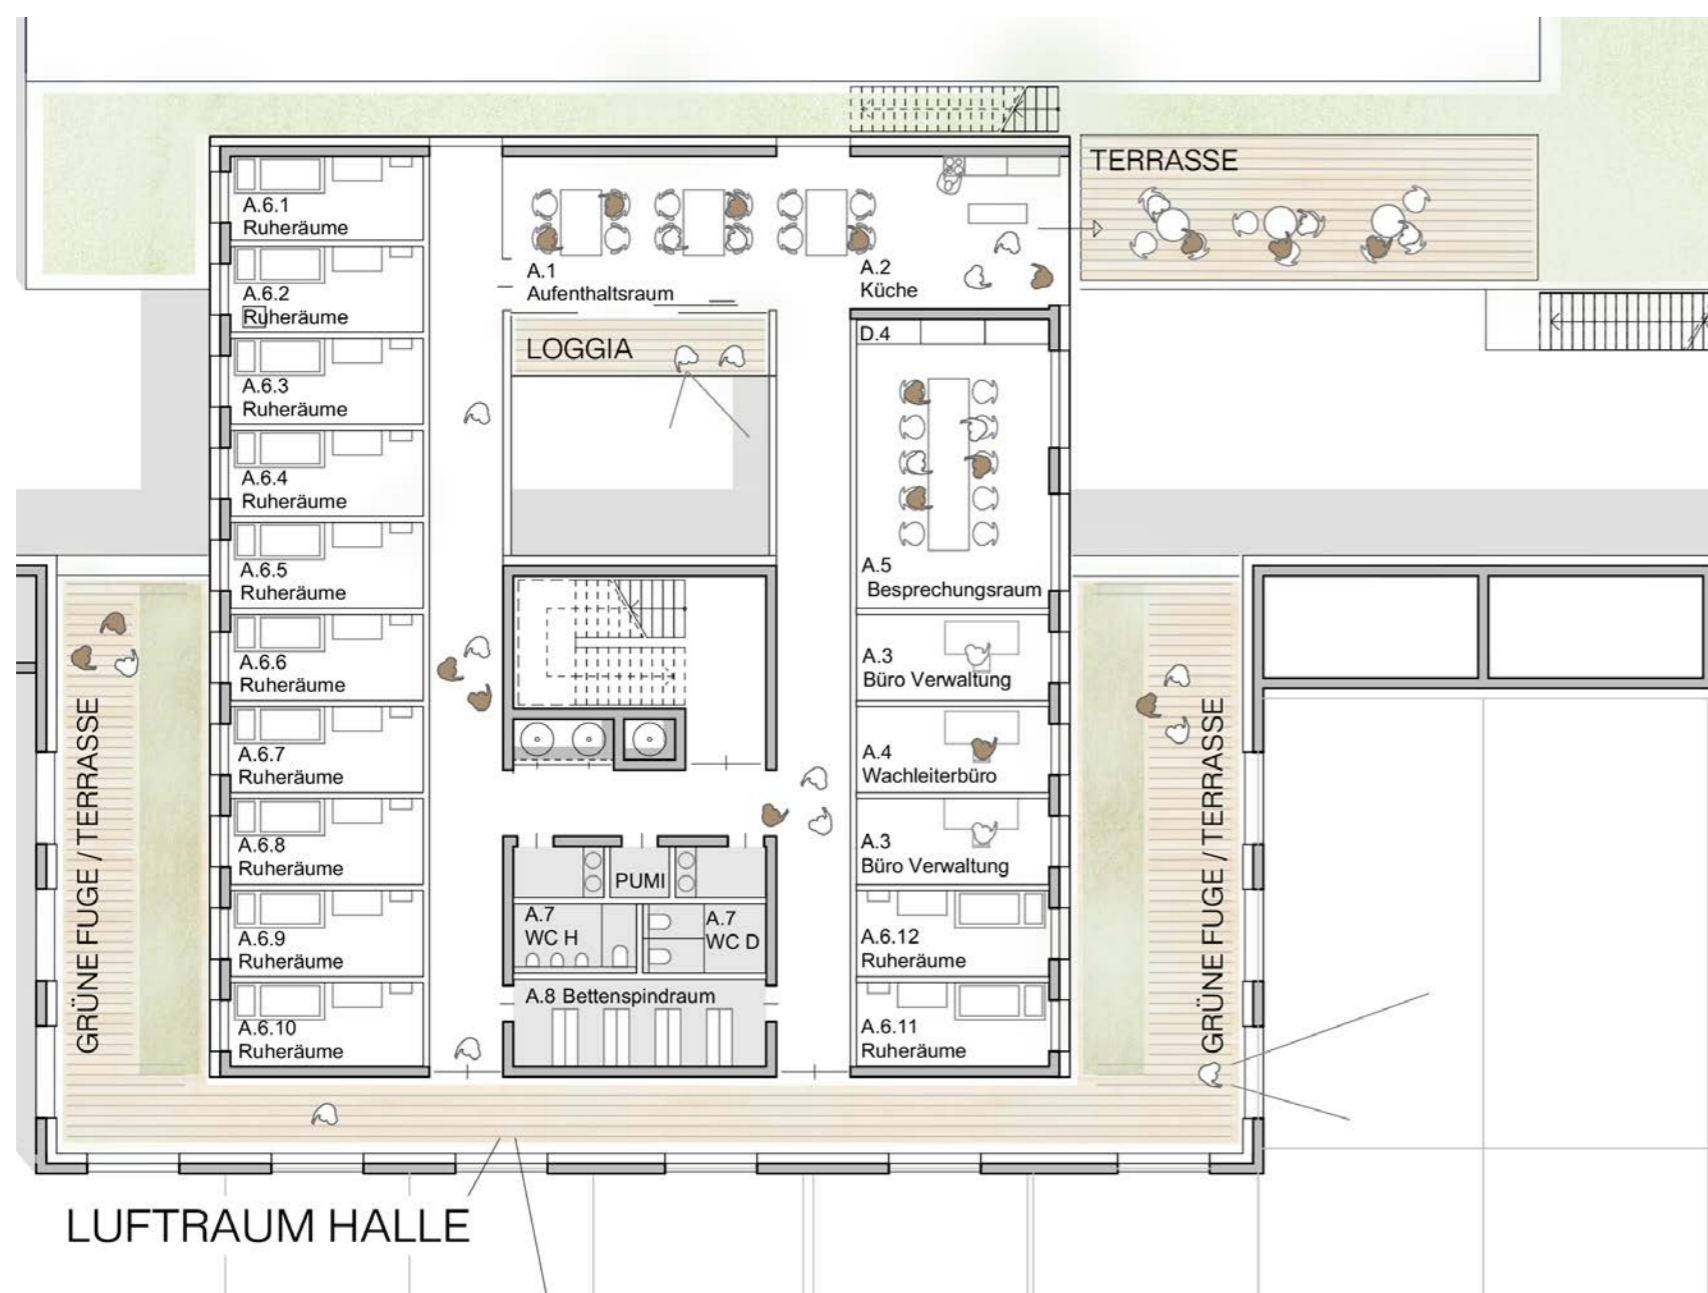 TERRASSE
A.6.1
Ruheräume
A.6.2
Ruheräume
A.6.3
Ruheräume
A.6.4
Ruheräume
A.6.5
Ruheräume
A.6.6
Ruheräume
A.6.7
Ruheräume
A.6.8
Ruheräume
A.6.9
Ruheräume
A.6.10
Ruheräume
A.1
Aufenthaltsraum
A.2
Küche
LOGGIA
D.4
A.5
Besprechungsraum
A.3
Büro Verwaltung
A.4
Wachleiterbüro
A.3
Büro Verwaltung
A.6.12
Ruheräume
A.6.11
Ruheräume
PUMI
A.7
WC H
A.7
WC D
A.8 Bettenspindraum
GRÜNE FUGE / TERRASSE
GRÜNE FUGE / TERRASSE
LUFTRAUM HALLE